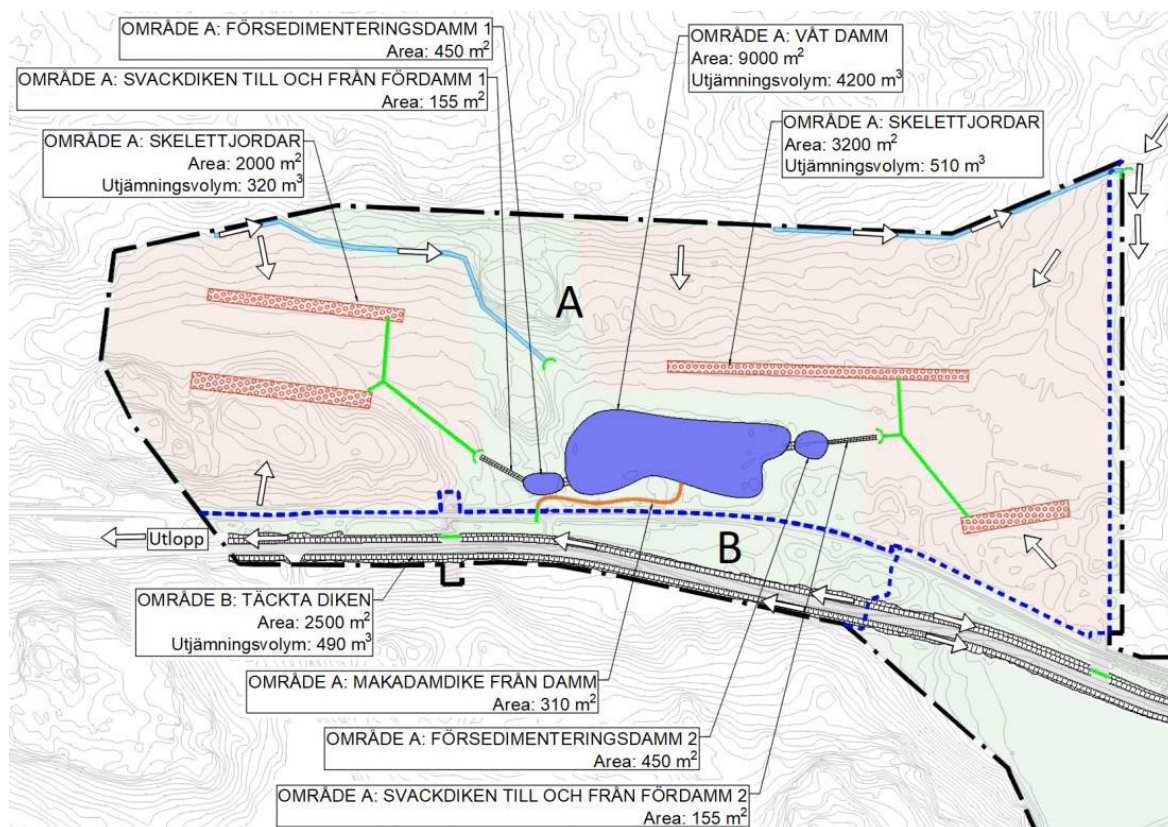 OMRÅDE A: FÖRSEDIMENTERINGSDAMM 1
Area: 450 m²
OMRÅDE A: SVACKDIKEN TILL OCH FRÅN FÖRDAMM 1
Area: 155 m²
OMRÅDE A: SKELETTJORDAR
Area: 2000 m²
Utjämningsvolym: 320 m³
OMRÅDE A: VÅT DAMM
Area: 9000 m²
Utjämningsvolym: 4200 m³
OMRÅDE A: SKELETTJORDAR
Area: 3200 m²
Utjämningsvolym: 510 m³
A
B
Utlopp
OMRÅDE B: TÄCKTA DIKEN
Area: 2500 m²
Utjämningsvolym: 490 m³
OMRÅDE A: MAKADAMDIKE FRÅN DAMM
Area: 310 m²
OMRÅDE A: FÖRSEDIMENTERINGSDAMM 2
Area: 450 m²
OMRÅDE A: SVACKDIKEN TILL OCH FRÅN FÖRDAMM 2
Area: 155 m²